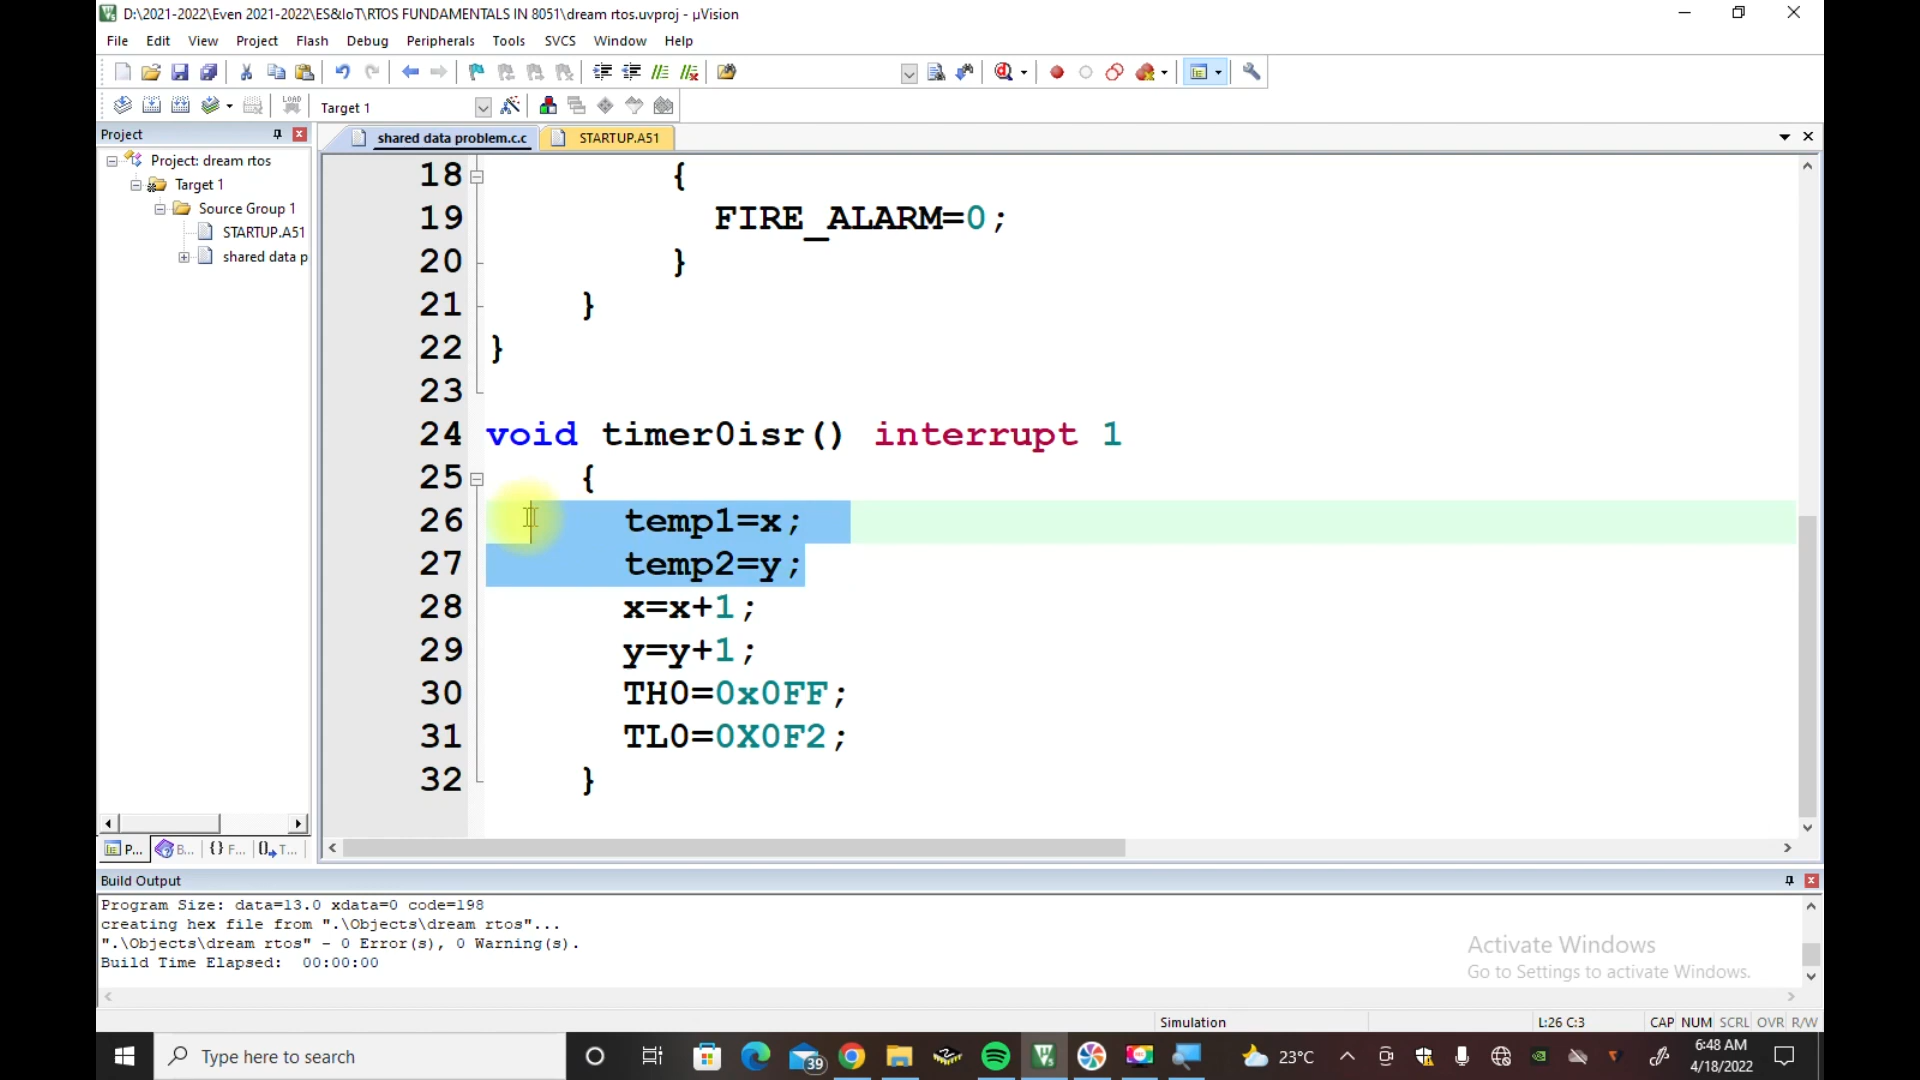 D:\2021-2022\Even 2021-2022\ES&IoT\RTOS FUNDAMENTALS IN 8051\dream rtos.uvproj - µVision
File Edit View Project Flash Debug Peripherals Tools SVCS Window Help
LOAD Target 1
Project
shared data problem.c.c STARTUP.A51
Project: dream rtos
Target 1
Source Group 1
STARTUP.A51
shared data p
18 {
19 FIRE_ALARM=0;
20 }
21 }
22 }
23
24 void timer0isr() interrupt 1
25 {
26 temp1=x;
27 temp2=y;
28 x=x+1;
29 y=y+1;
30 TH0=0x0FF;
31 TL0=0X0F2;
32 }
P... B... {} F... T...
Build Output
Program Size: data=13.0 xdata=0 code=198
creating hex file from ".\Objects\dream rtos"...
".\Objects\dream rtos" - 0 Error(s), 0 Warning(s).
Build Time Elapsed:  00:00:00
Activate Windows
Go to Settings to activate Windows.
Simulation L:26 C:3 CAP NUM SCRL OVR R/W
Type here to search 39 23°C 6:48 AM
4/18/2022